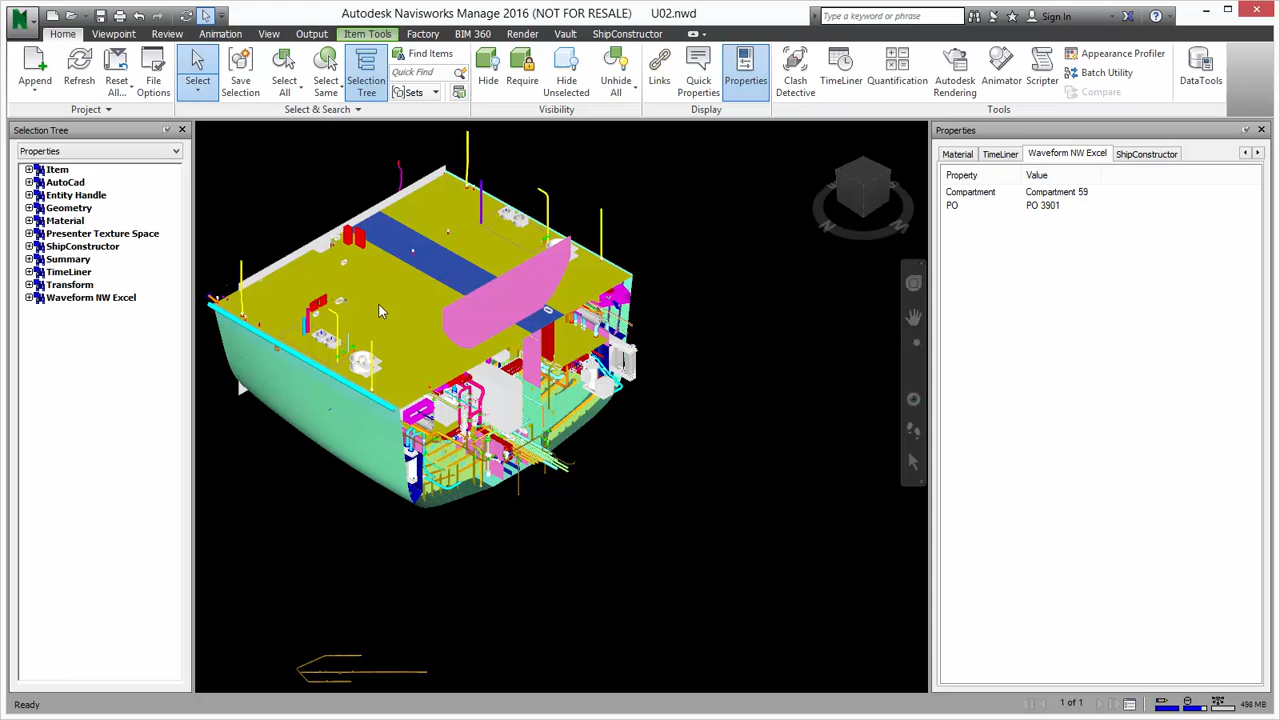 Autodesk Navisworks Manage 2016 (NOT FOR RESALE) U02.nwd
Type a keyword or phrase
Sign In
Home Viewpoint Review Animation View Output Item Tools Factory BIM 360 Render Vault ShipConstructor
Append
Refresh
Reset All...
File Options
Project
Select
Save Selection
Select All
Select Same
Selection Tree
Find Items
Quick Find
Sets
Select & Search
Hide
Require
Hide Unselected
Unhide All
Visibility
Links
Quick Properties
Properties
Display
Clash Detective
TimeLiner
Quantification
Autodesk Rendering
Animator
Scripter
Appearance Profiler
Batch Utility
Compare
Tools
DataTools
Selection Tree
Properties
Item
AutoCad
Entity Handle
Geometry
Material
Presenter Texture Space
ShipConstructor
Summary
TimeLiner
Transform
Waveform NW Excel
Properties
Material TimeLiner Waveform NW Excel ShipConstructor
Property Value
Compartment Compartment 59
PO PO 3901
Ready
1 of 1
498 MB